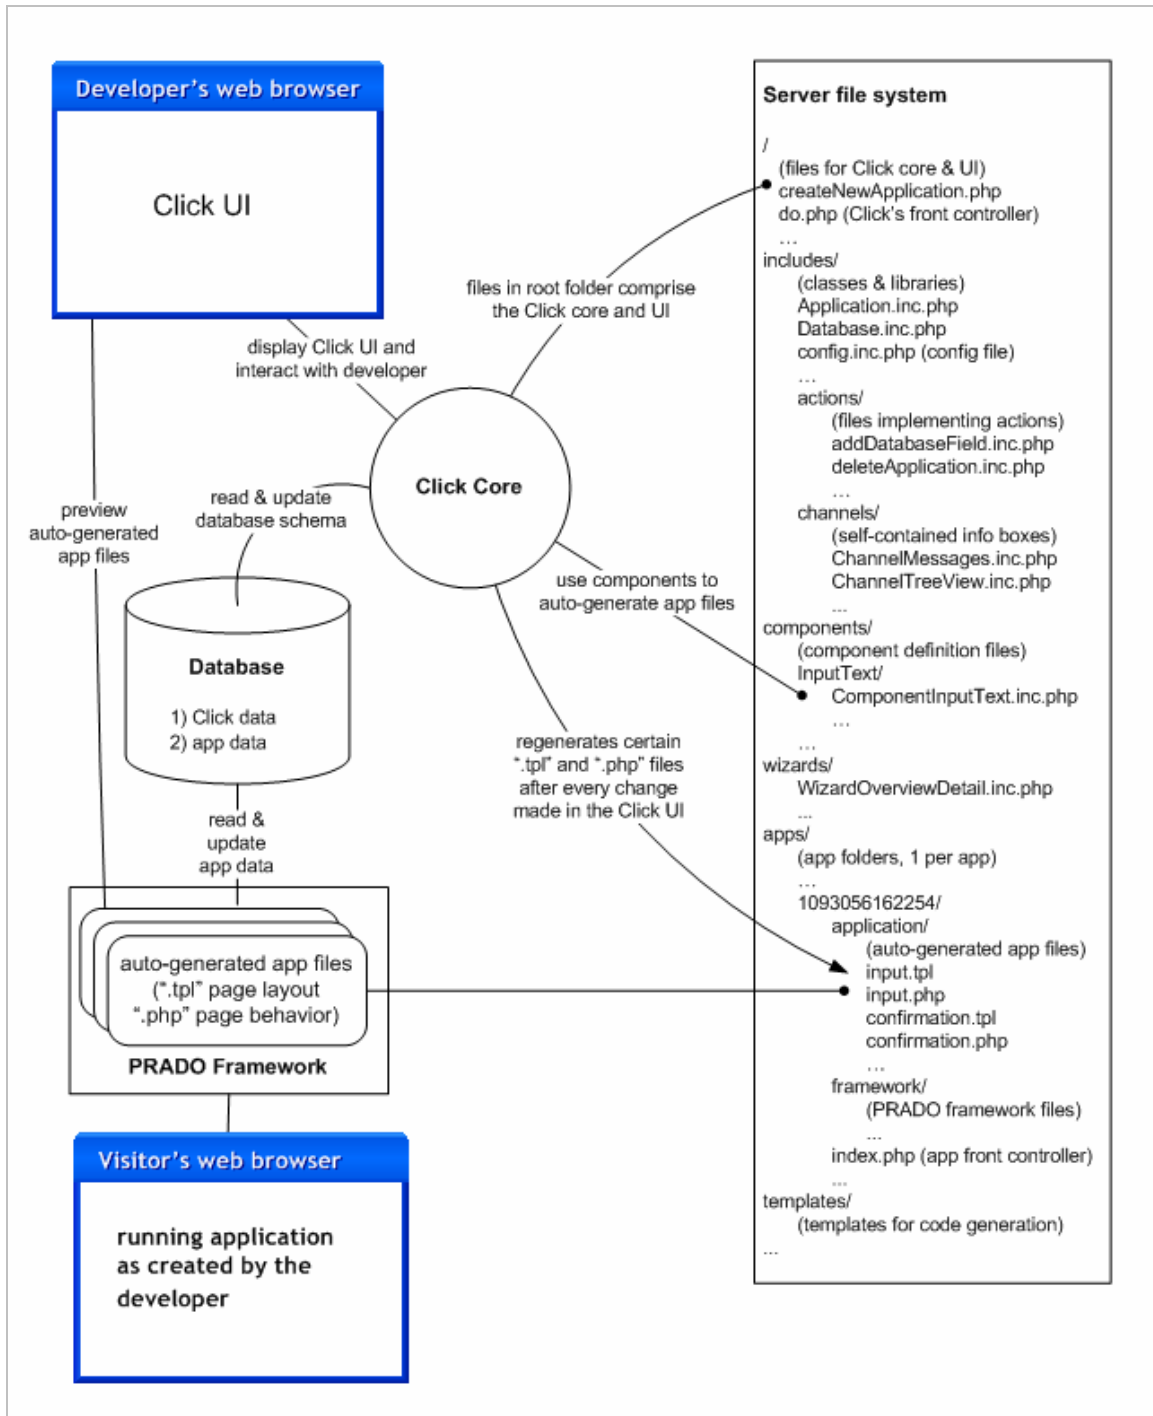 Developer's web browser
Click UI
display Click UI and
interact with developer
files in root folder comprise
the Click core and UI
Click Core
read & update
database schema
preview
auto-generated
app files
use components to
auto-generate app files
Database
1) Click data
2) app data
regenerates certain
“.tpl” and “.php” files
after every change
made in the Click UI
read &
update
app data
auto-generated app files
(“.tpl” page layout
“.php” page behavior)
PRADO Framework
Visitor's web browser
running application
as created by the
developer
Server file system
/
(files for Click core & UI)
createNewApplication.php
do.php (Click's front controller)
...
includes/
(classes & libraries)
Application.inc.php
Database.inc.php
config.inc.php (config file)
...
actions/
(files implementing actions)
addDatabaseField.inc.php
deleteApplication.inc.php
...
channels/
(self-contained info boxes)
ChannelMessages.inc.php
ChannelTreeView.inc.php
...
components/
(component definition files)
InputText/
ComponentInputText.inc.php
...
...
wizards/
WizardOverviewDetail.inc.php
...
apps/
(app folders, 1 per app)
...
1093056162254/
application/
(auto-generated app files)
input.tpl
input.php
confirmation.tpl
confirmation.php
...
framework/
(PRADO framework files)
...
index.php (app front controller)
...
templates/
(templates for code generation)
...